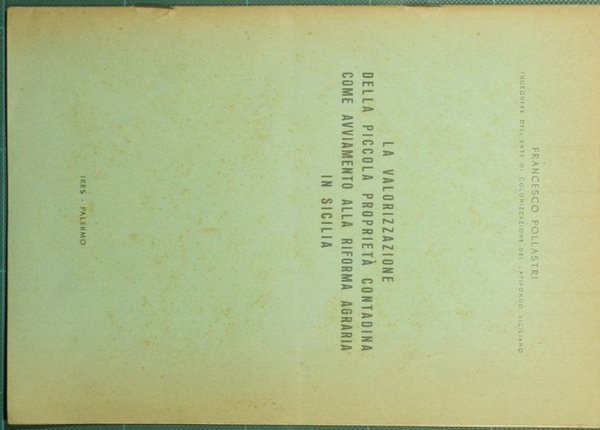 FRANCESCO POLLASTRI
INGEGNERE DELL'ENTE DI COLONIZZAZIONE DEL LATIFONDO SICILIANO
LA VALORIZZAZIONE
DELLA PICCOLA PROPRIETÀ CONTADINA
COME AVVIAMENTO ALLA RIFORMA AGRARIA
IN SICILIA
IRES - PALERMO